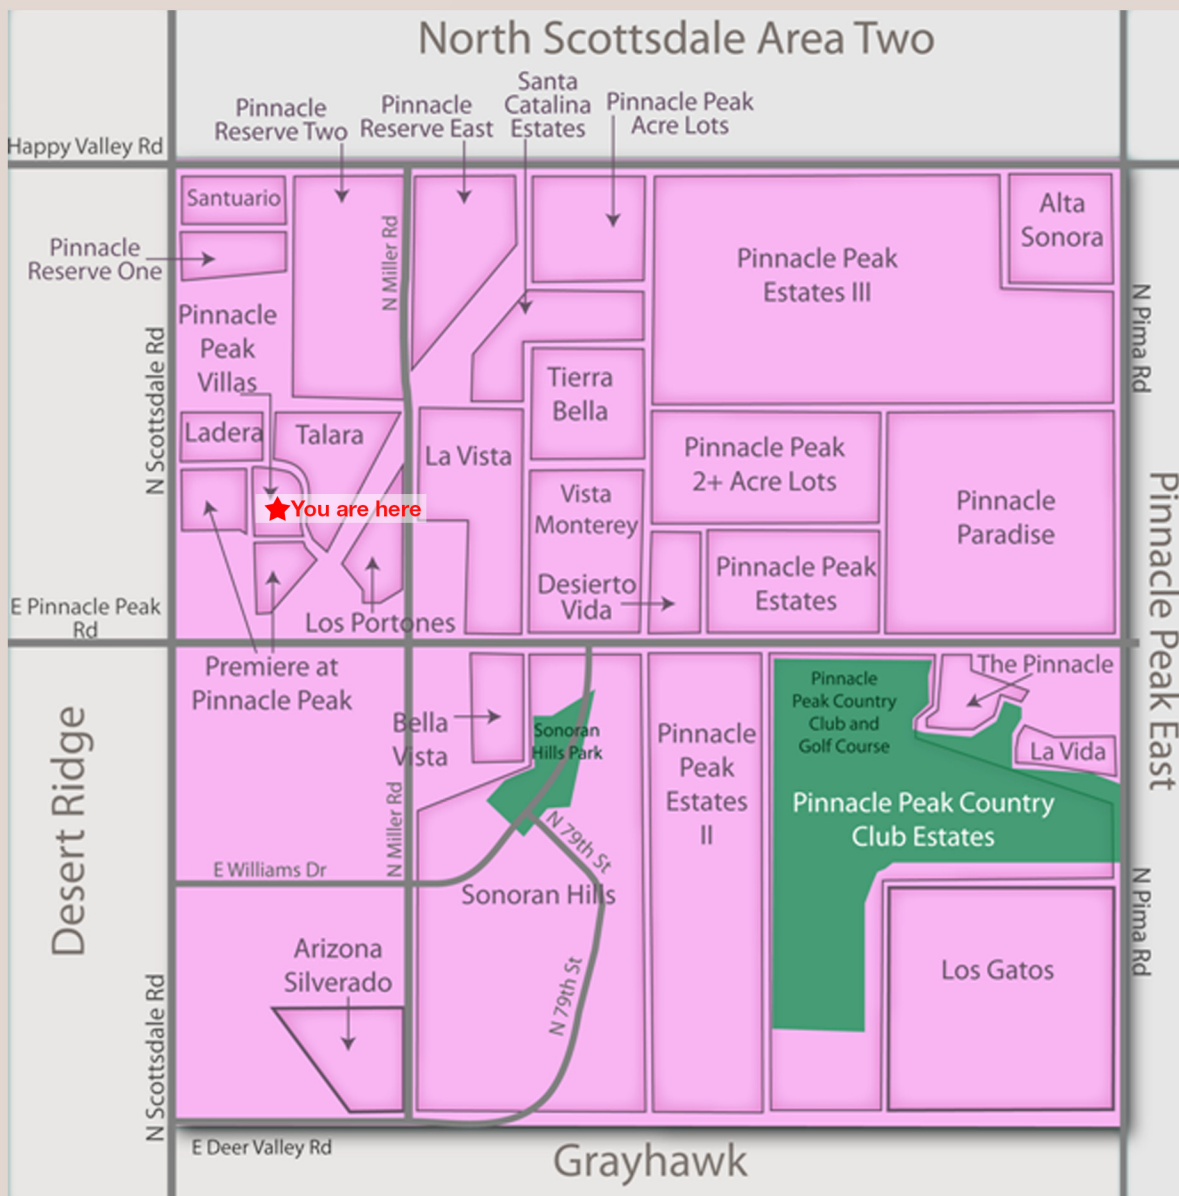 North Scottsdale Area Two
Santa
Catalina
Estates
Pinnacle
Reserve Two
Pinnacle
Reserve East
Pinnacle Peak
Acre Lots
Happy Valley Rd
Santuario
Alta
Sonora
Pinnacle
Reserve One
N Miller Rd
Pinnacle Peak
Estates III
N Pima Rd
Pinnacle
Peak
Villas
N Scottsdale Rd
Tierra
Bella
Ladera
Talara
La Vista
Pinnacle Peak
2+ Acre Lots
Pinnacle
Paradise
Vista
Monterey
You are here
Pinnacle Peak East
Desierto
Vida
Pinnacle Peak
Estates
E Pinnacle Peak
Rd
Los Portones
Premiere at
Pinnacle Peak
The Pinnacle
Pinnacle
Peak Country
Club and
Golf Course
Bella
Vista
Sonoran
Hills Park
Pinnacle
Peak
Estates
II
La Vida
Desert Ridge
Pinnacle Peak Country
Club Estates
N Miller Rd
N 79th St
E Williams Dr
Sonoran Hills
N Pima Rd
Arizona
Silverado
Los Gatos
N 79th St
N Scottsdale Rd
E Deer Valley Rd
Grayhawk